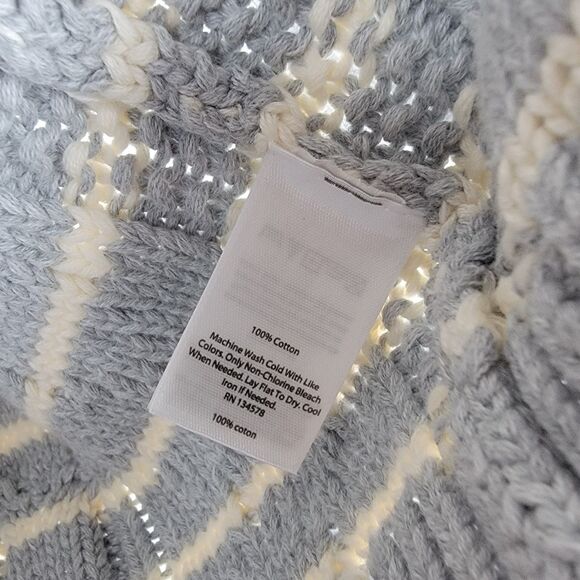 100% Cotton
Machine Wash Cold With Like
Colors. Only Non-Chlorine Bleach
When Needed. Lay Flat To Dry. Cool
Iron If Needed.
RN 134578
100% coton